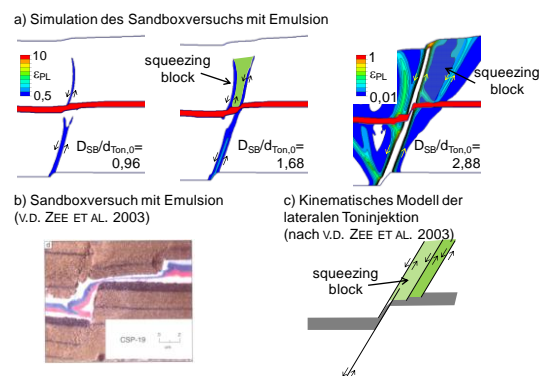 a) Simulation des Sandboxversuchs mit Emulsion
10
εPL
0,5
squeezing
block
1
εPL
0,01
squeezing
block
DSB/dTon,0=
0,96
DSB/dTon,0=
1,68
DSB/dTon,0=
2,88
b) Sandboxversuch mit Emulsion
(V.D. ZEE ET AL. 2003)
c) Kinematisches Modell der
lateralen Toninjektion
(nach V.D. ZEE ET AL. 2003)
squeezing
block
CSP-19